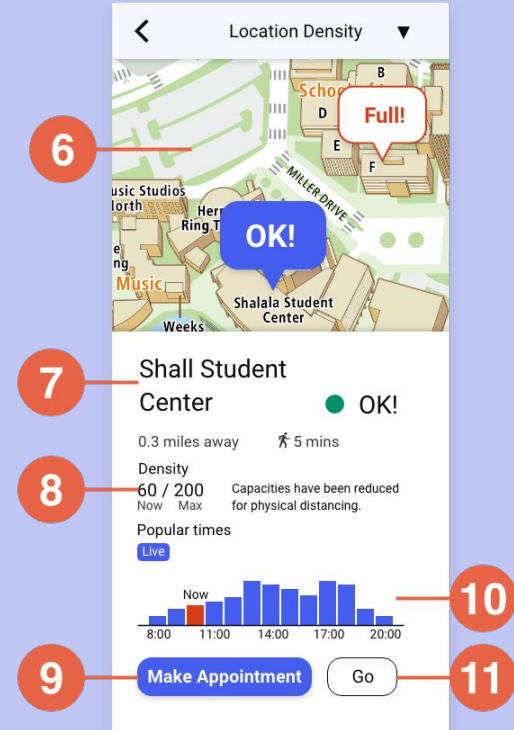 Location Density ▼
B
School of
D
Full!
6
E
F
MILLER DRIVE
usic Studios
orth
Ring T
OK!
ng
Music
Shalala Student
Center
Weeks
Shall Student
7
Center
OK!
0.3 miles away 5 mins
Density
8
60 / 200 Capacities have been reduced
Now Max for physical distancing.
Popular times
Live
Now
10
8:00 11:00 14:00 17:00 20:00
9
Make Appointment
Go
11